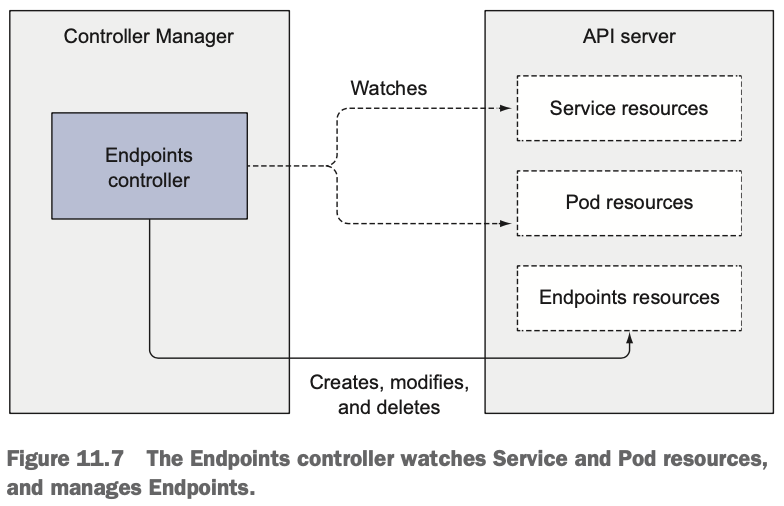 Controller Manager
API server
Watches
Service resources
Endpoints
controller
Pod resources
Endpoints resources
Creates, modifies,
and deletes
Figure 11.7 The Endpoints controller watches Service and Pod resources,
and manages Endpoints.